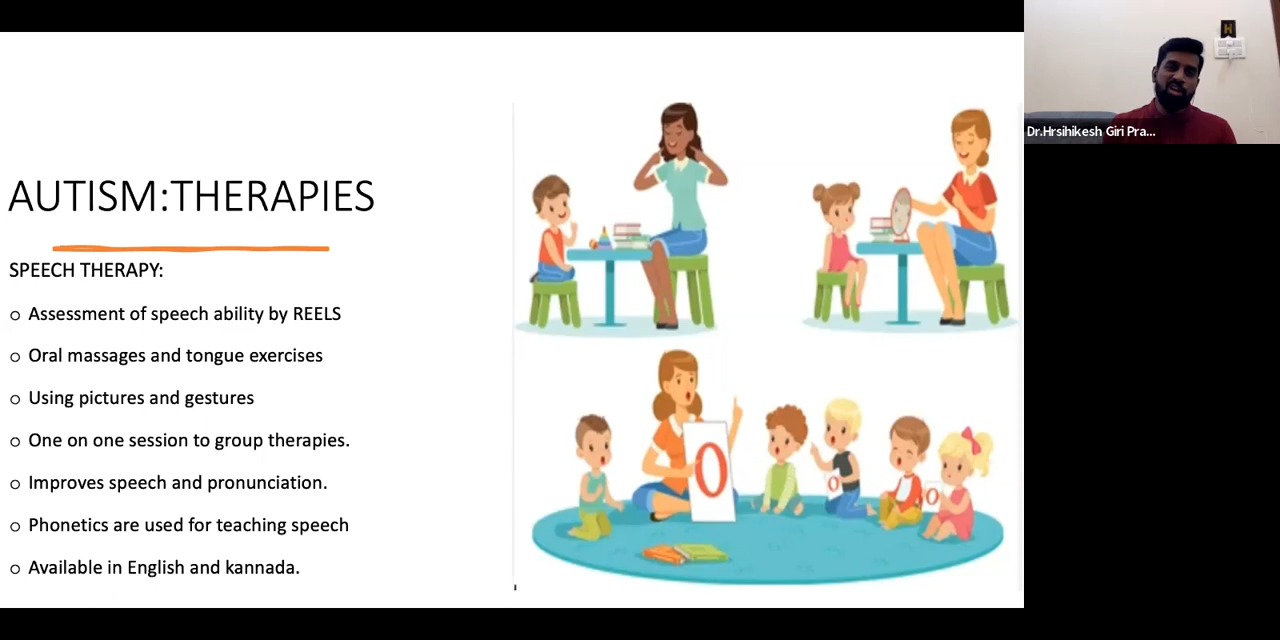 AUTISM:THERAPIES
SPEECH THERAPY:
o Assessment of speech ability by REELS
o Oral massages and tongue exercises
o Using pictures and gestures
o One on one session to group therapies.
o Improves speech and pronunciation.
o Phonetics are used for teaching speech
o Available in English and kannada.
O
O
O
H
Dr.Hrsihikesh Giri Pra...